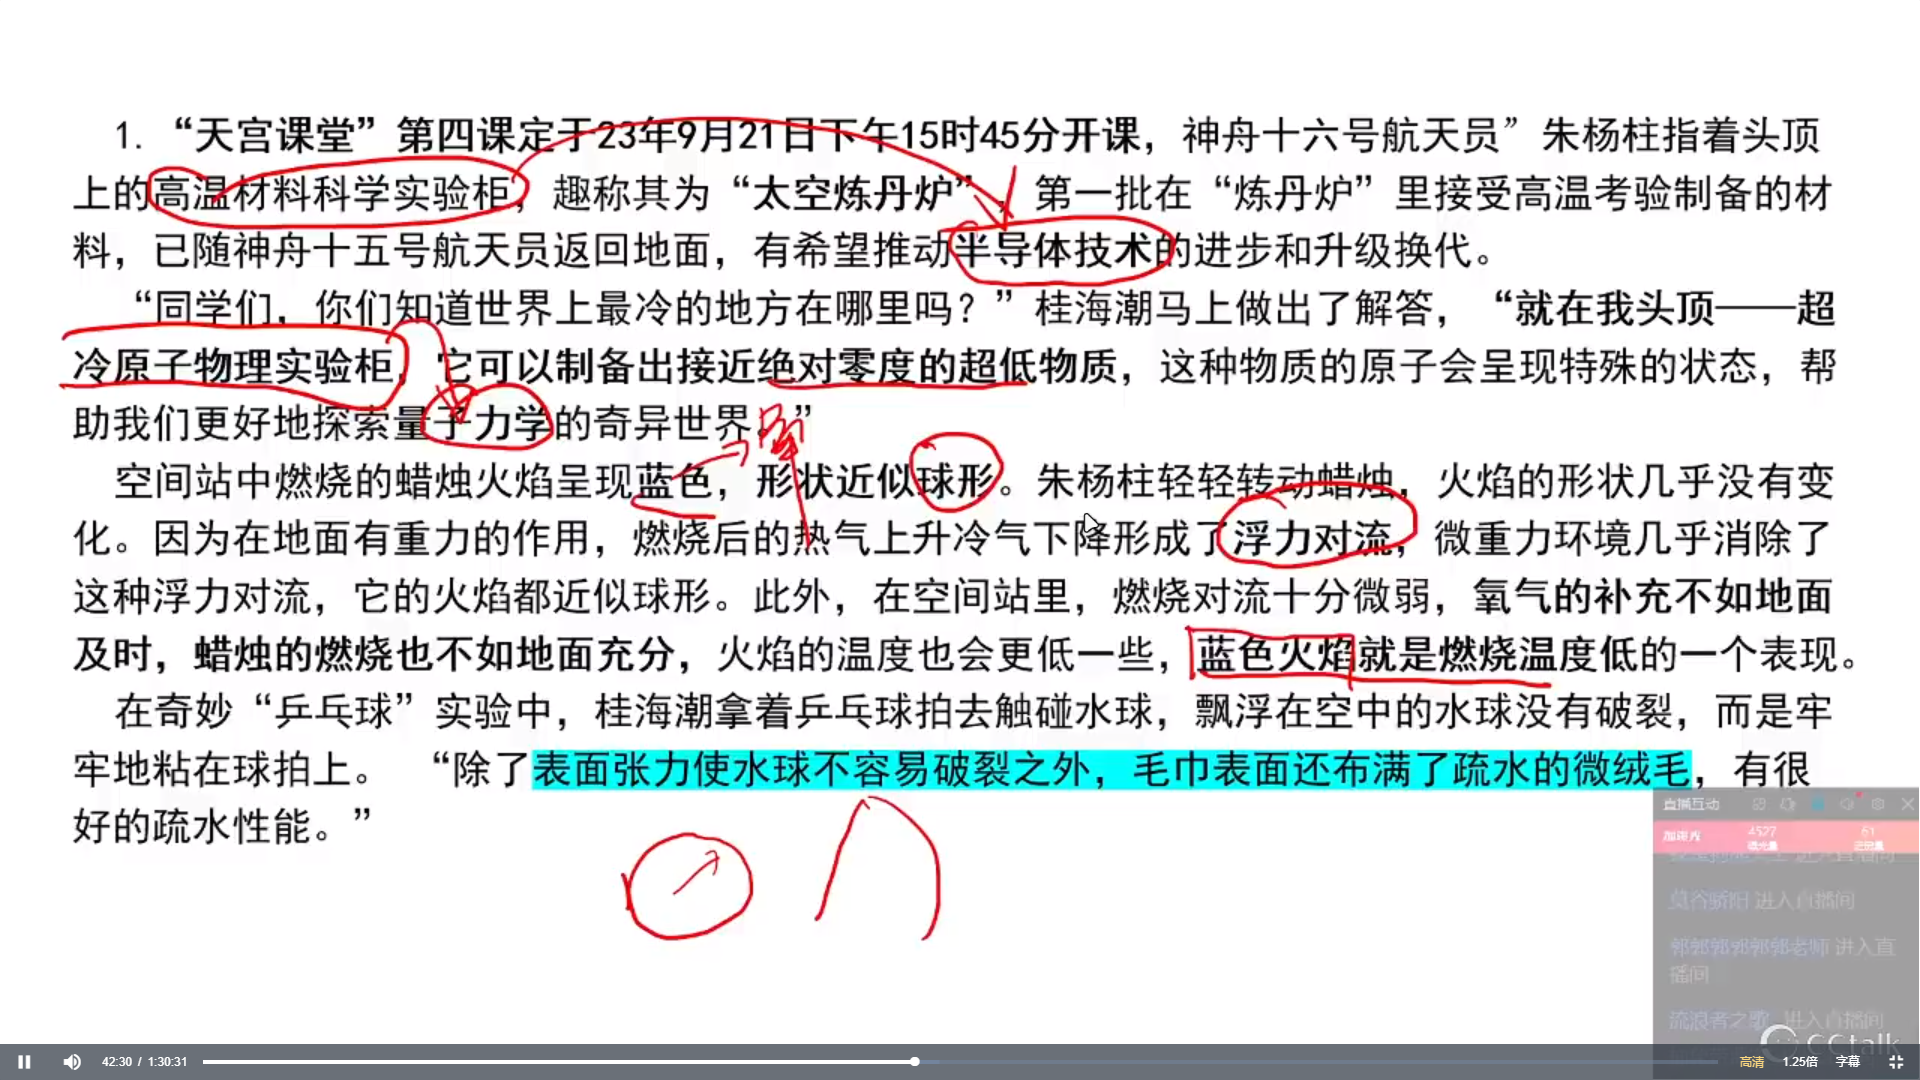 1. “天宫课堂”第四课定于23年9月21日下午15时45分开课，神舟十六号航天员”朱杨柱指着头顶
上的高温材料科学实验柜，趣称其为“太空炼丹炉”，第一批在“炼丹炉”里接受高温考验制备的材
料，已随神舟十五号航天员返回地面，有希望推动半导体技术的进步和升级换代。
“同学们，你们知道世界上最冷的地方在哪里吗？”桂海潮马上做出了解答，“就在我头顶——超
冷原子物理实验柜，它可以制备出接近绝对零度的超低物质，这种物质的原子会呈现特殊的状态，帮
助我们更好地探索量子力学的奇异世界。”
空间站中燃烧的蜡烛火焰呈现蓝色，形状近似球形。朱杨柱轻轻转动蜡烛，火焰的形状几乎没有变
化。因为在地面有重力的作用，燃烧后的热气上升冷气下降形成了浮力对流，微重力环境几乎消除了
这种浮力对流，它的火焰都近似球形。此外，在空间站里，燃烧对流十分微弱，氧气的补充不如地面
及时，蜡烛的燃烧也不如地面充分，火焰的温度也会更低一些，蓝色火焰就是燃烧温度低的一个表现。
在奇妙“乒乓球”实验中，桂海潮拿着乒乓球拍去触碰水球，飘浮在空中的水球没有破裂，而是牢
牢地粘在球拍上。 “除了表面张力使水球不容易破裂之外，毛巾表面还布满了疏水的微绒毛，有很
好的疏水性能。”
直播互动
4527 61
进入直播间
莫谷骄阳 进入直播间
郭郭郭郭郭郭老师 进入直
播间
流浪者之歌 进入直播间
CCtalk
42:30 / 1:30:31 高清 1.25倍 字幕